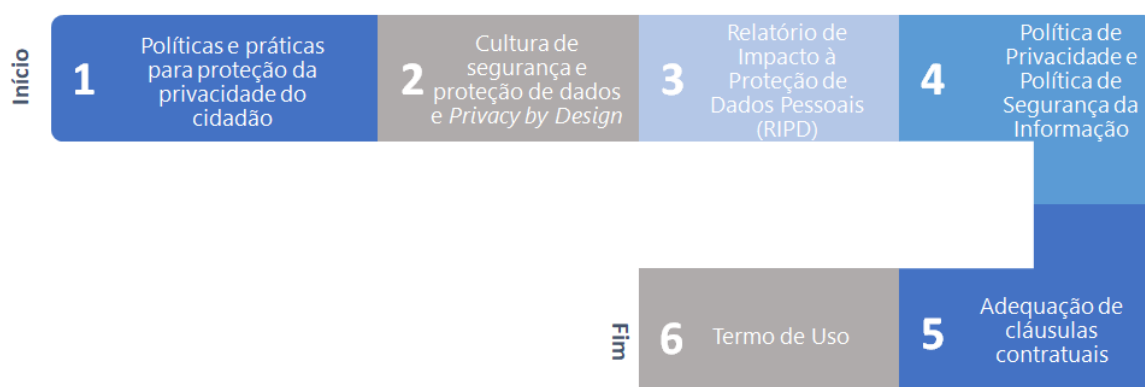 Início
1
Políticas e práticas
para proteção da
privacidade do
cidadão
2
Cultura de
segurança e
proteção de dados
e Privacy by Design
3
Relatório de
Impacto à
Proteção de
Dados Pessoais
(RIPD)
4
Política de
Privacidade e
Política de
Segurança da
Informação
5
Adequação de
cláusulas
contratuais
6
Termo de Uso
Fim